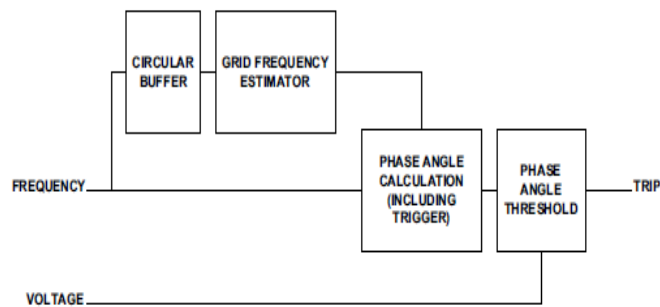 CIRCULAR
BUFFER
GRID FREQUENCY
ESTIMATOR
FREQUENCY
PHASE ANGLE
CALCULATION
(INCLUDING
TRIGGER)
PHASE
ANGLE
THRESHOLD
TRIP
VOLTAGE